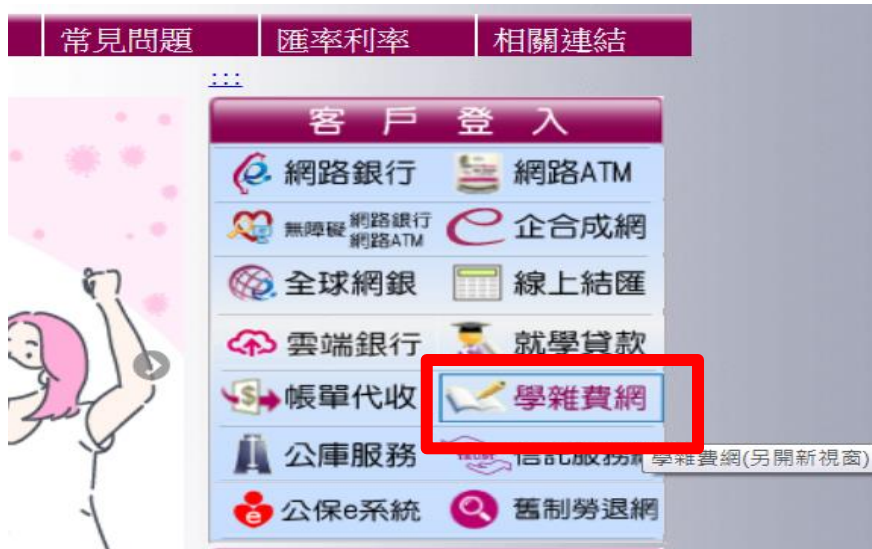 常見問題 匯率利率 相關連結
:::
客戶登入
網路銀行 網路ATM
無障礙 網路銀行 企合成網
網路ATM
全球網銀 線上結匯
雲端銀行 就學貸款
帳單代收 學雜費網
公庫服務 信託服務
學雜費網(另開新視窗)
公保e系統 舊制勞退網